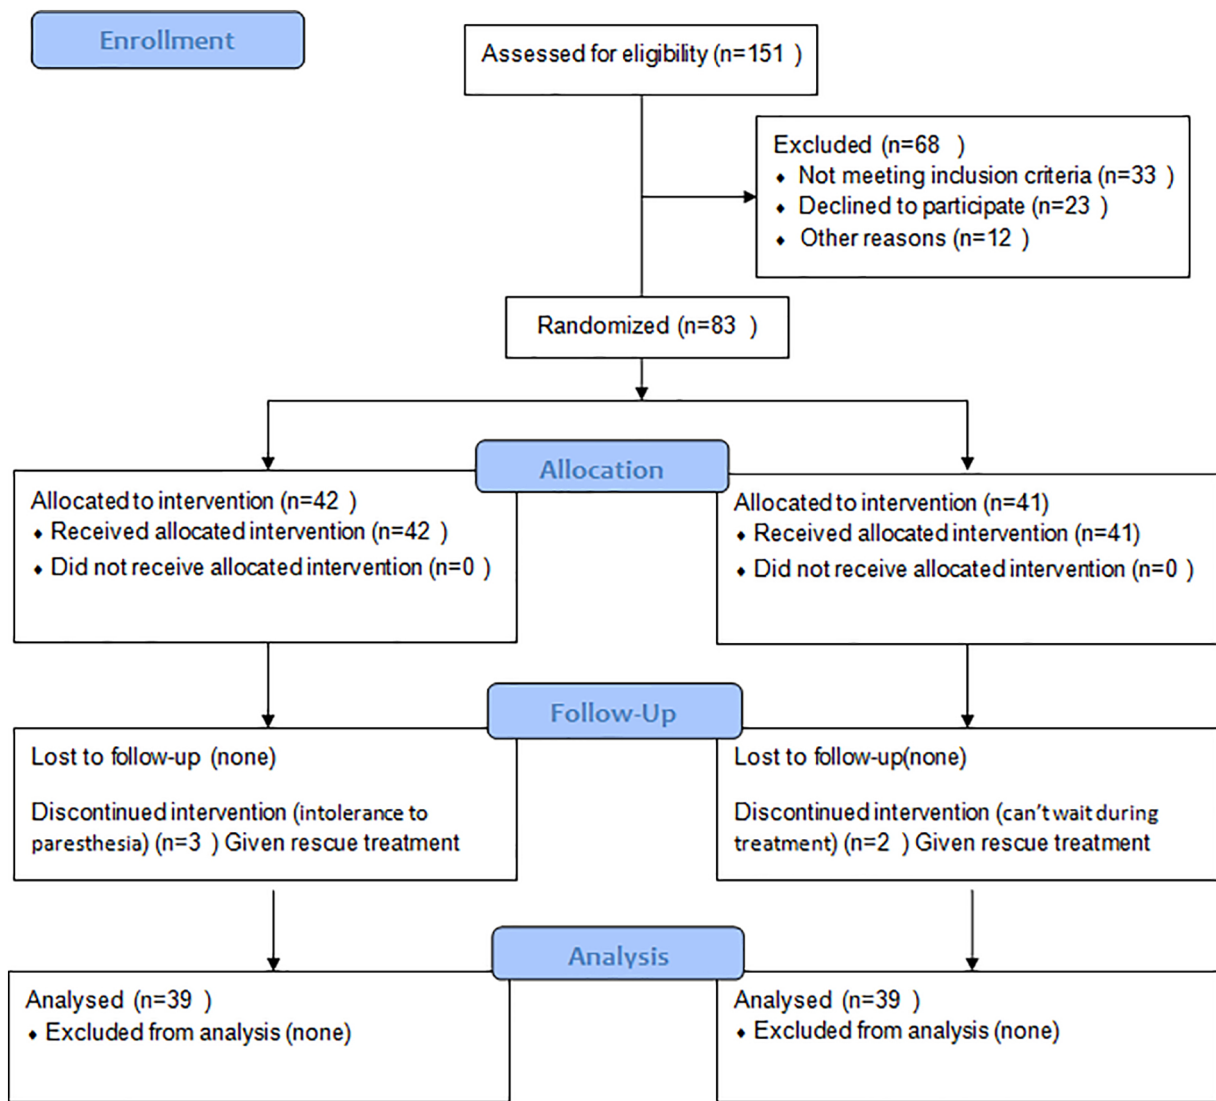 Enrollment
Assessed for eligibility (n=151 )
Excluded (n=68 )
♦ Not meeting inclusion criteria (n=33 )
♦ Declined to participate (n=23 )
♦ Other reasons (n=12 )
Randomized (n=83 )
Allocation
Allocated to intervention (n=42 )
♦ Received allocated intervention (n=42 )
♦ Did not receive allocated intervention (n=0 )
Allocated to intervention (n=41)
♦ Received allocated intervention (n=41)
♦ Did not receive allocated intervention (n=0 )
Follow-Up
Lost to follow-up (none)
Discontinued intervention (intolerance to
paresthesia) (n=3 ) Given rescue treatment
Lost to follow-up(none)
Discontinued intervention (can't wait during
treatment) (n=2 ) Given rescue treatment
Analysis
Analysed (n=39 )
♦ Excluded from analysis (none)
Analysed (n=39 )
♦ Excluded from analysis (none)